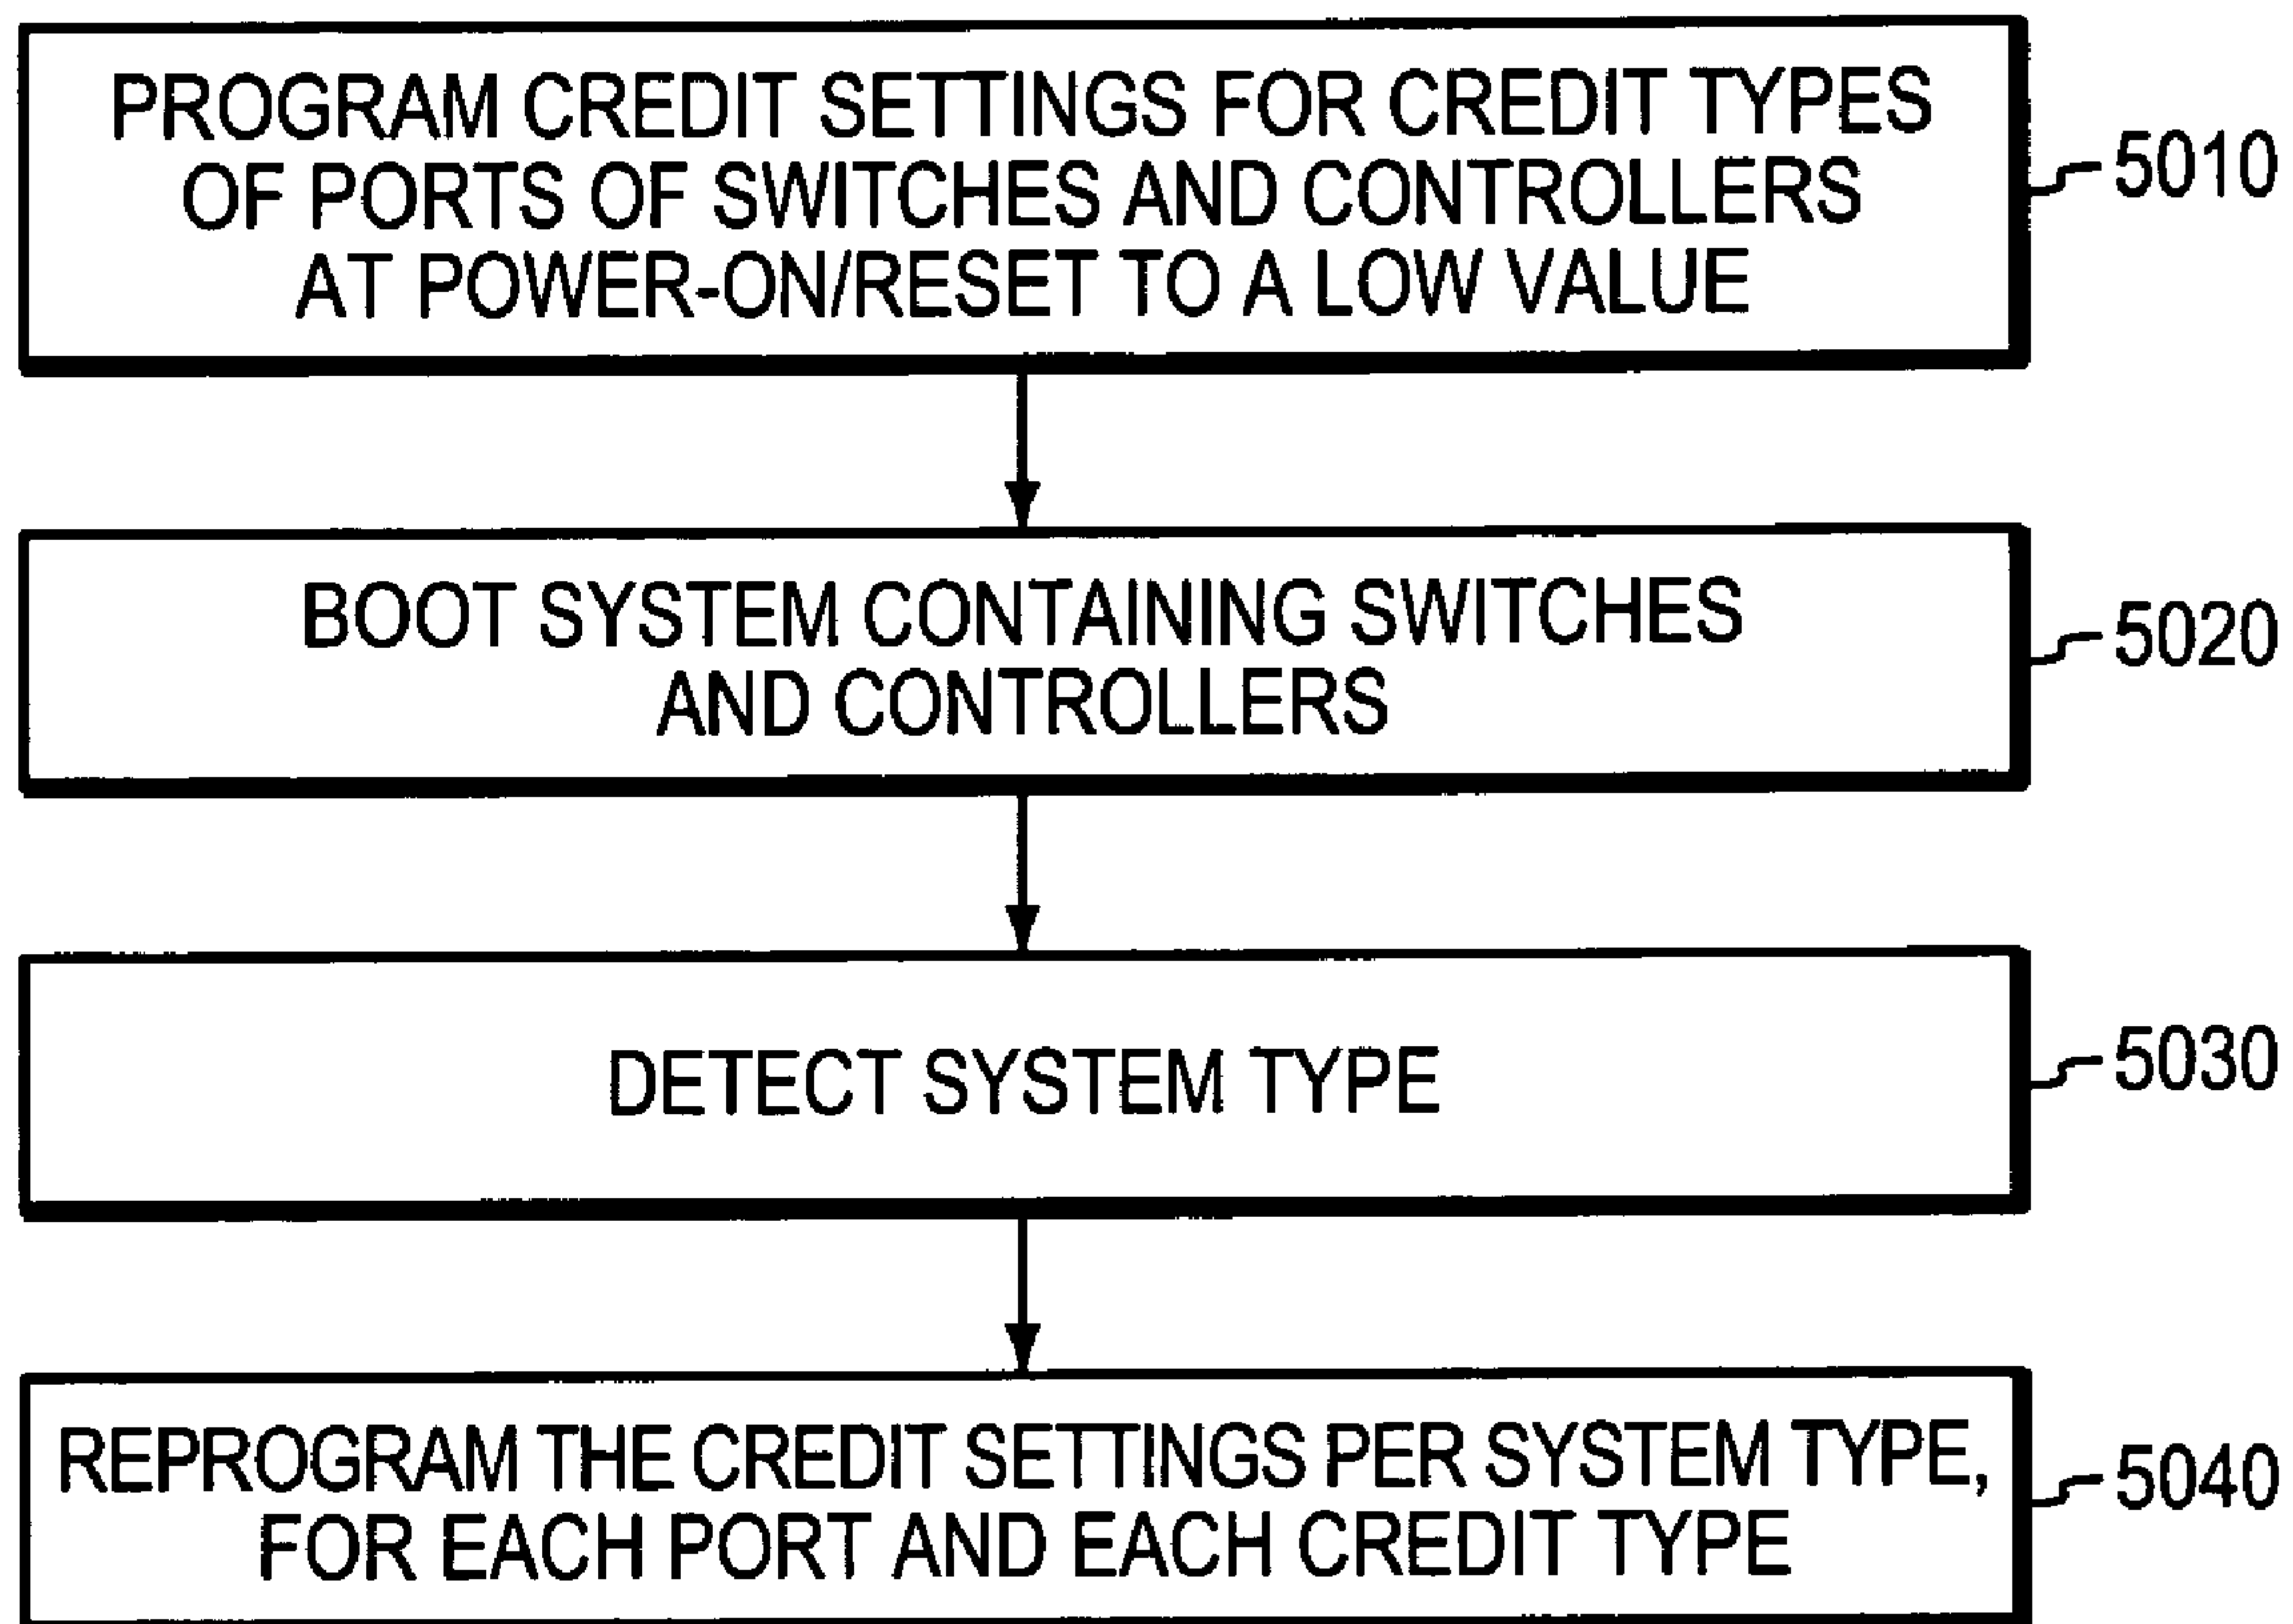 PROGRAM CREDIT SETTINGS FOR CREDIT TYPES
OF PORTS OF SWITCHES AND CONTROLLERS
AT POWER-ON/RESET TO A LOW VALUE
5010
BOOT SYSTEM CONTAINING SWITCHES
AND CONTROLLERS
5020
DETECT SYSTEM TYPE
5030
REPROGRAM THE CREDIT SETTINGS PER SYSTEM TYPE,
FOR EACH PORT AND EACH CREDIT TYPE
5040